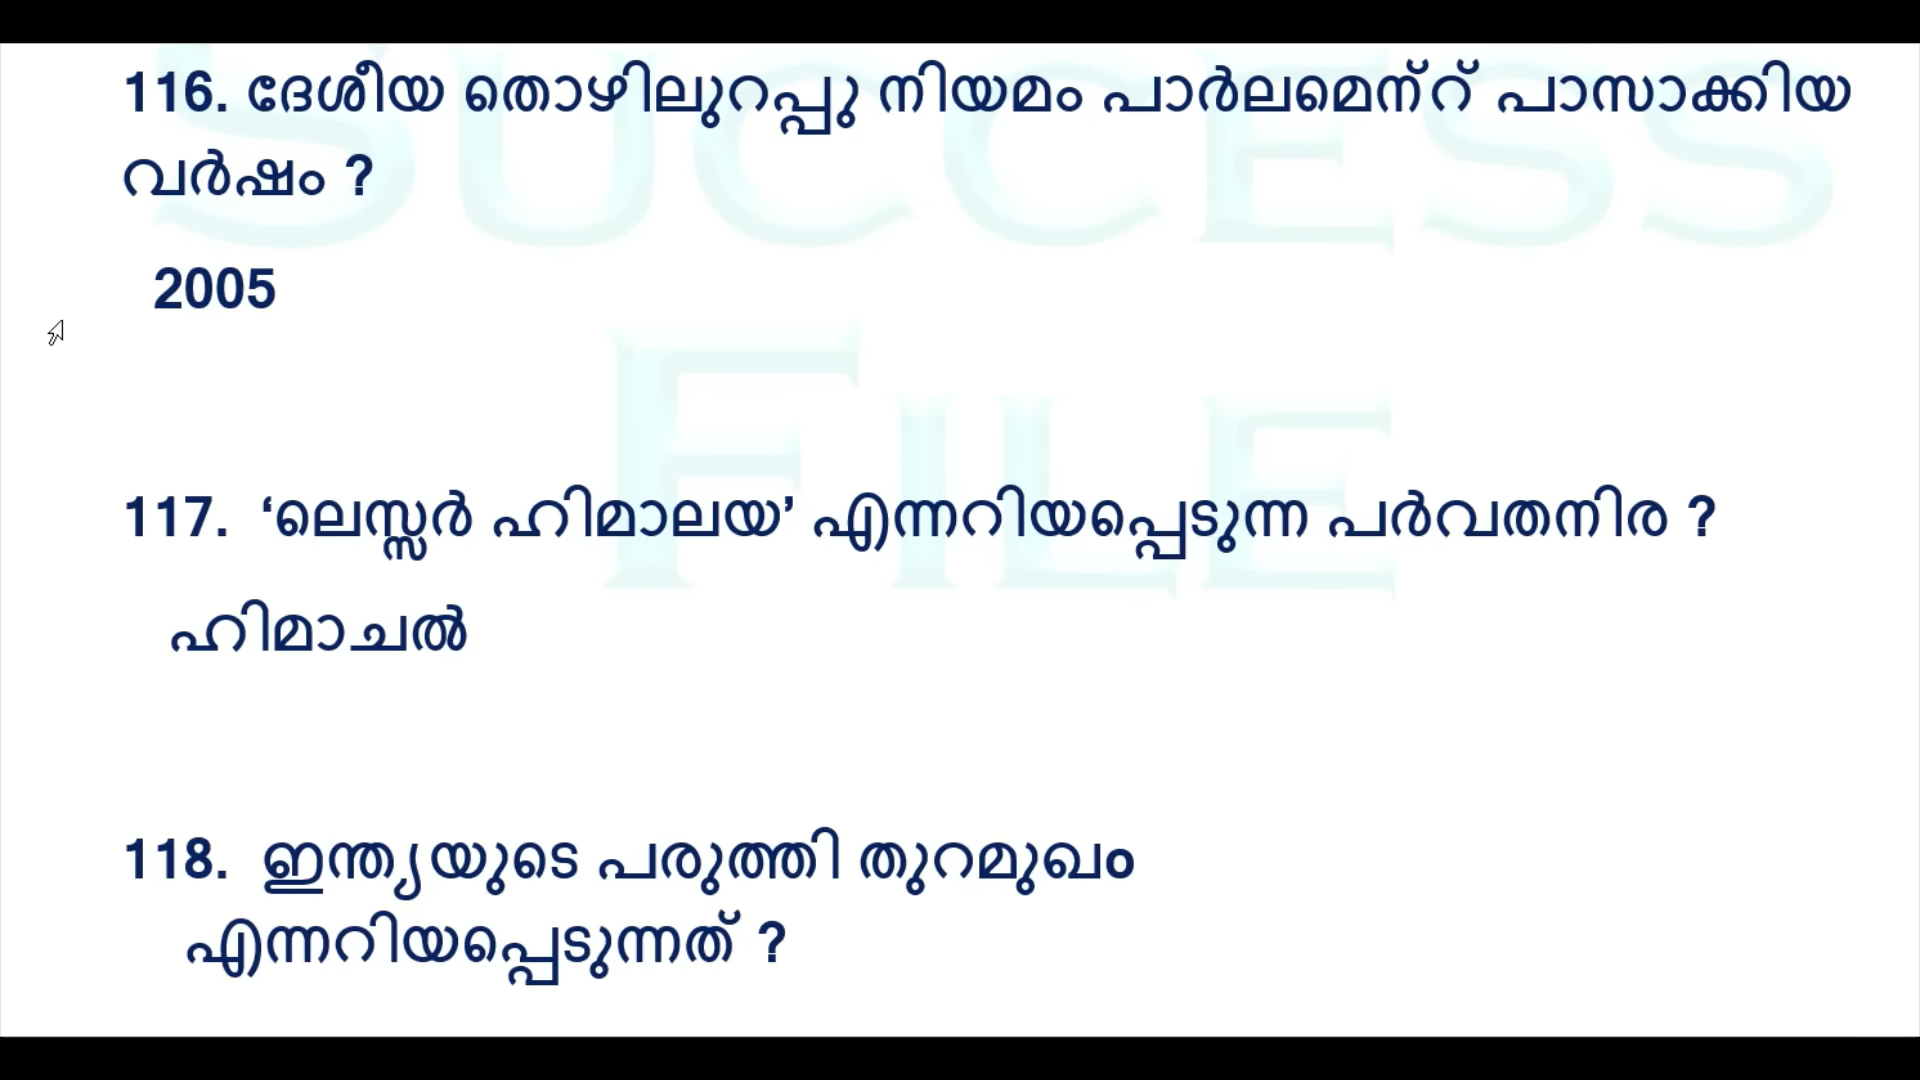 SUCCESS
FILE
116. ദേശീയ തൊഴിലുറപ്പു നിയമം പാർലമെന്റ് പാസാക്കിയ
വർഷം ?
2005
117. ‘ലെസ്സർ ഹിമാലയ’ എന്നറിയപ്പെടുന്ന പർവതനിര ?
ഹിമാചൽ
118. ഇന്ത്യയുടെ പരുത്തി തുറമുഖം
എന്നറിയപ്പെടുന്നത് ?